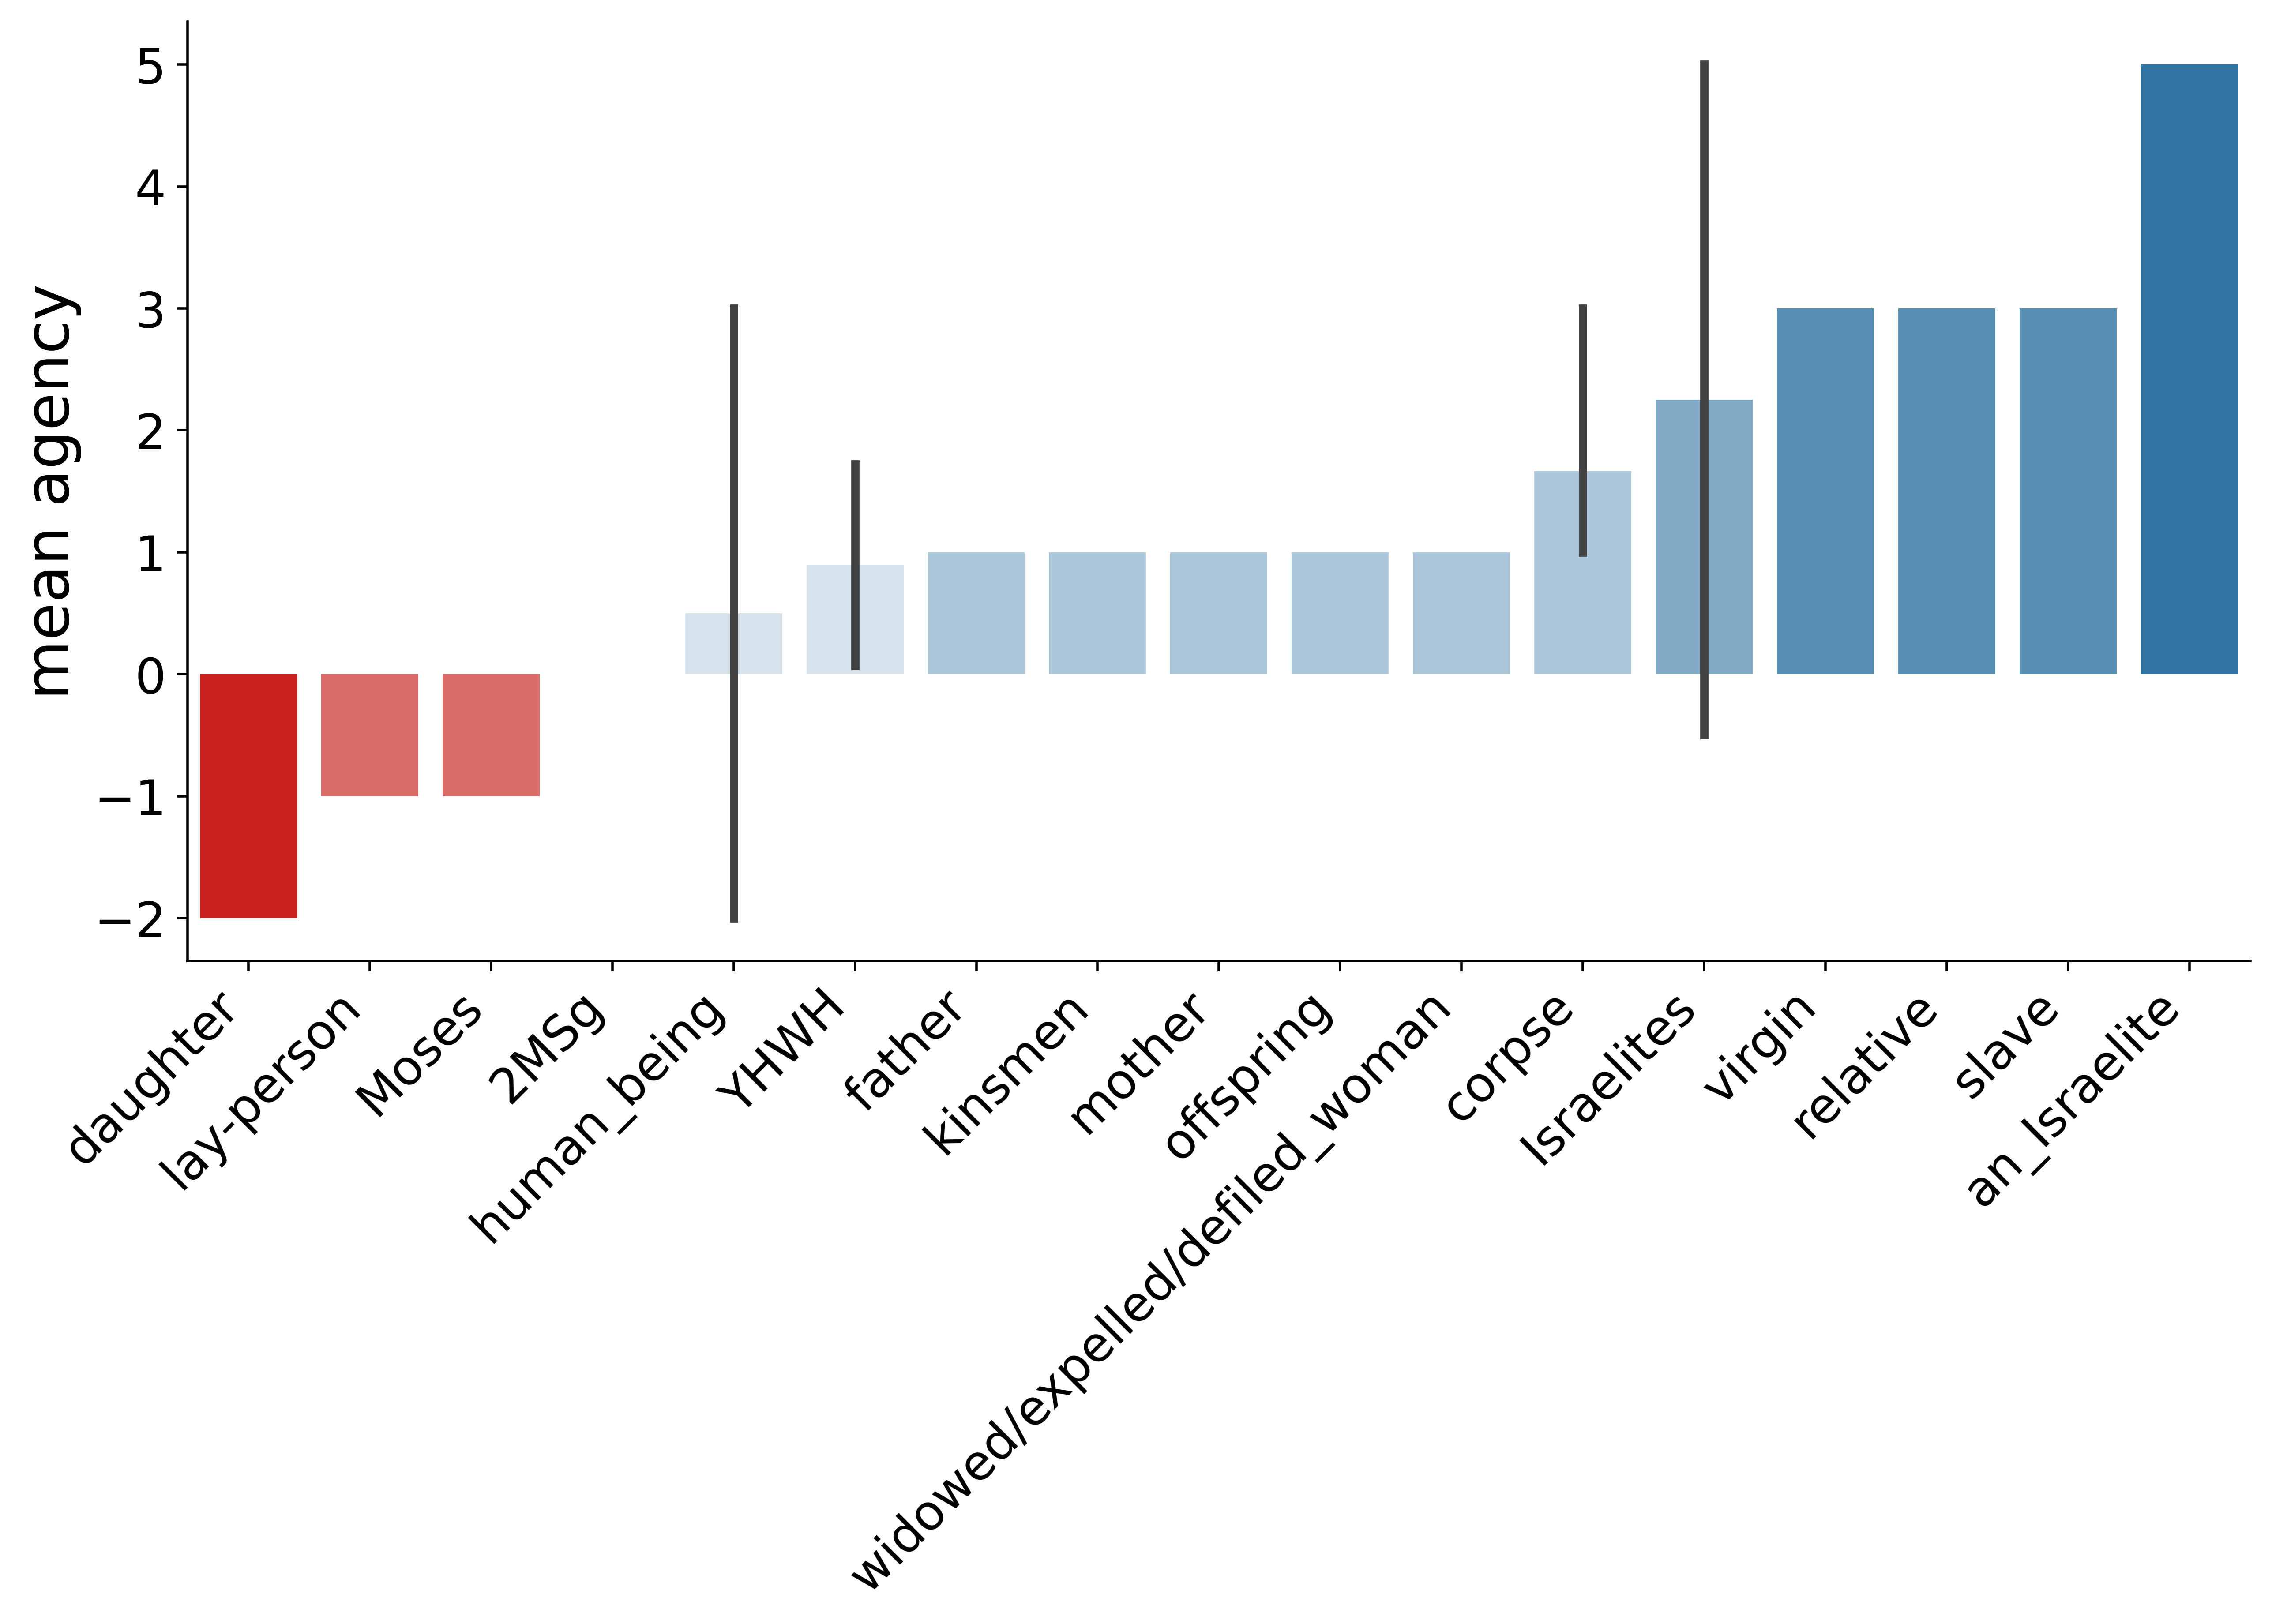 mean agency
5
4
3
2
1
0
−1
−2
daughter
lay-person
Moses
2MSg
human_being
YHWH
father
kinsmen
mother
offspring
widowed/expelled/defiled_woman
corpse
Israelites
virgin
relative
slave
an_Israelite